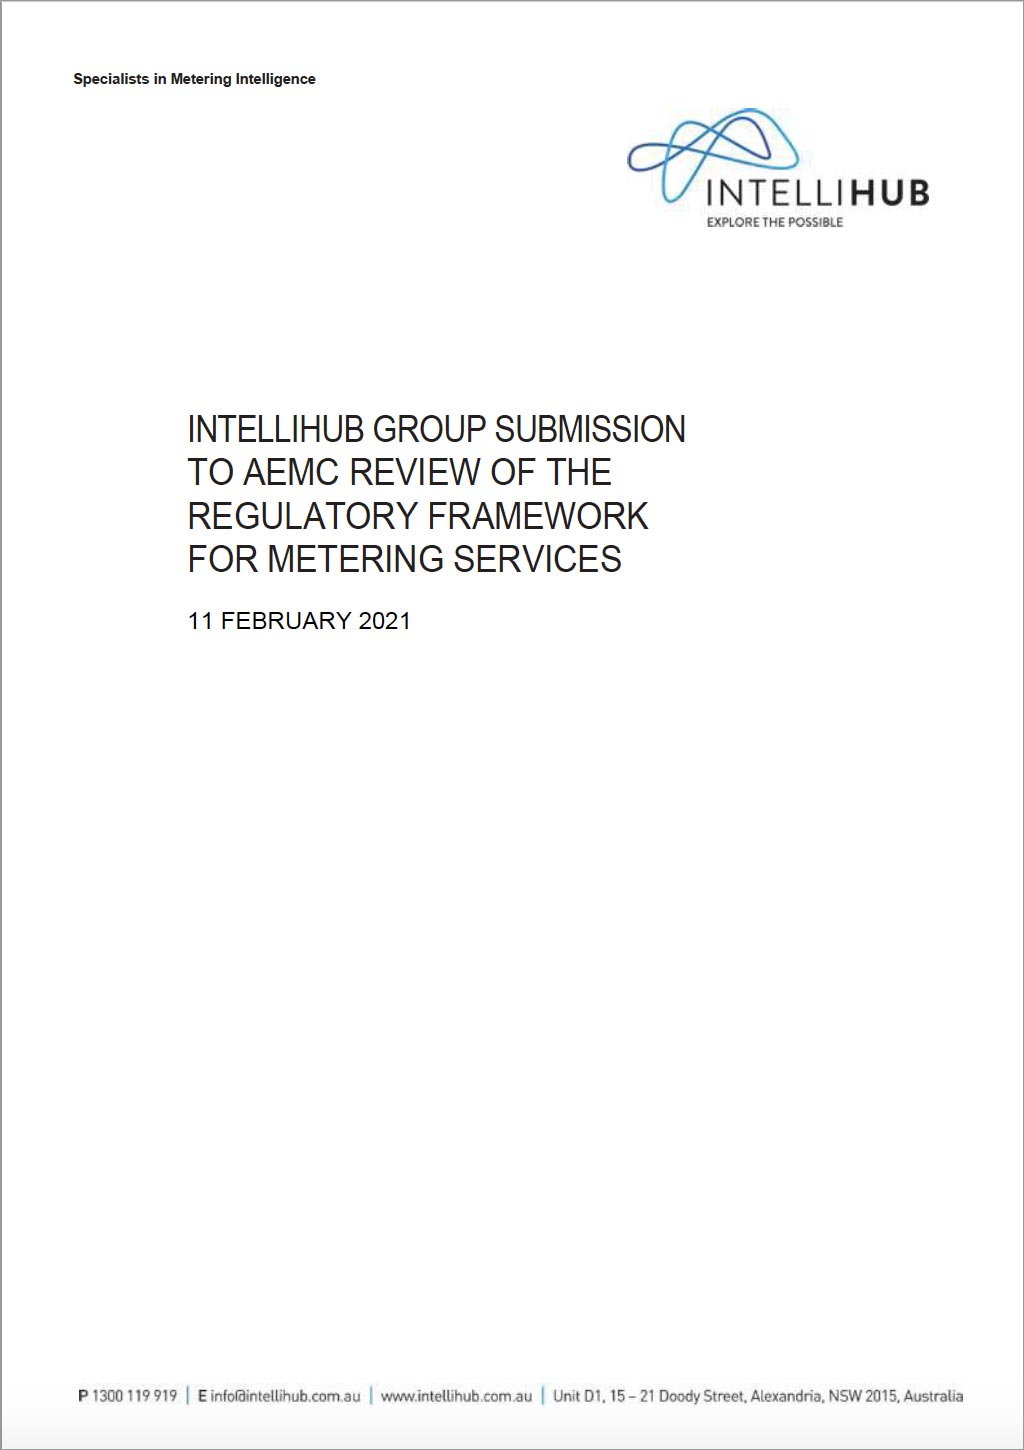 Specialists in Metering Intelligence
INTELLIHUB
EXPLORE THE POSSIBLE
INTELLIHUB GROUP SUBMISSION
TO AEMC REVIEW OF THE
REGULATORY FRAMEWORK
FOR METERING SERVICES
11 FEBRUARY 2021
P 1300 119 919 | E info@intellihub.com.au | www.intellihub.com.au | Unit D1, 15 – 21 Doody Street, Alexandria, NSW 2015, Australia